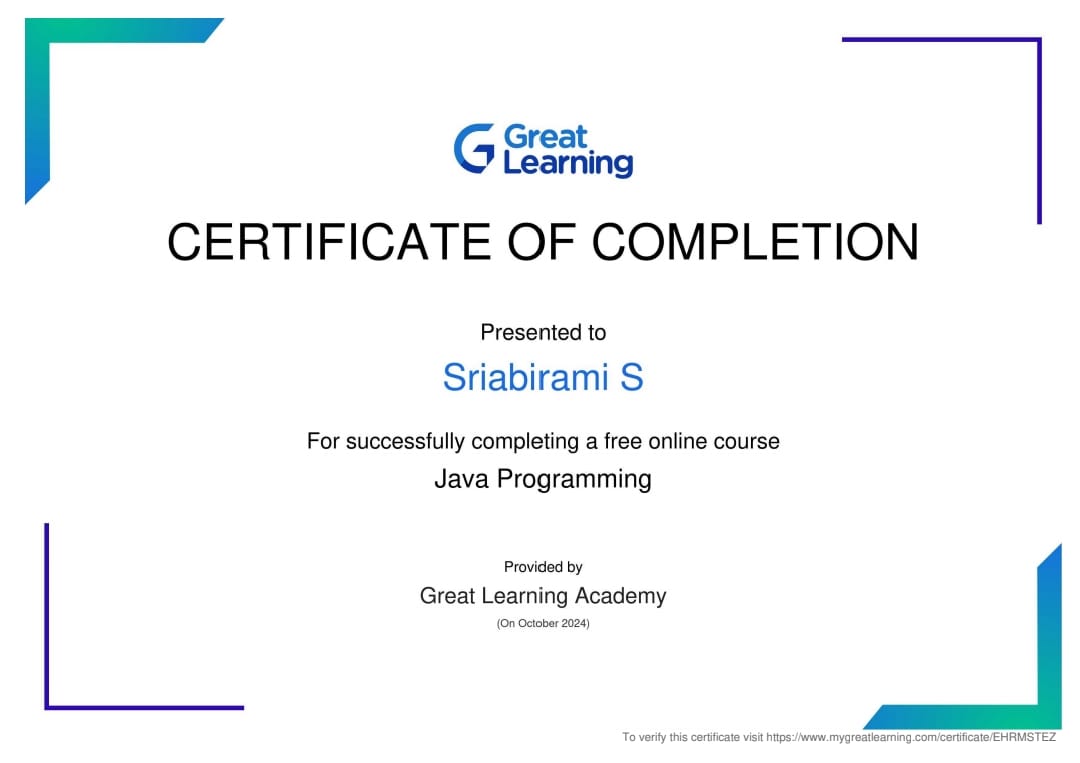 Great
Learning
CERTIFICATE OF COMPLETION
Presented to
Sriabirami S
For successfully completing a free online course
Java Programming
Provided by
Great Learning Academy
(On October 2024)
To verify this certificate visit https://www.mygreatlearning.com/certificate/EHRMSTEZ